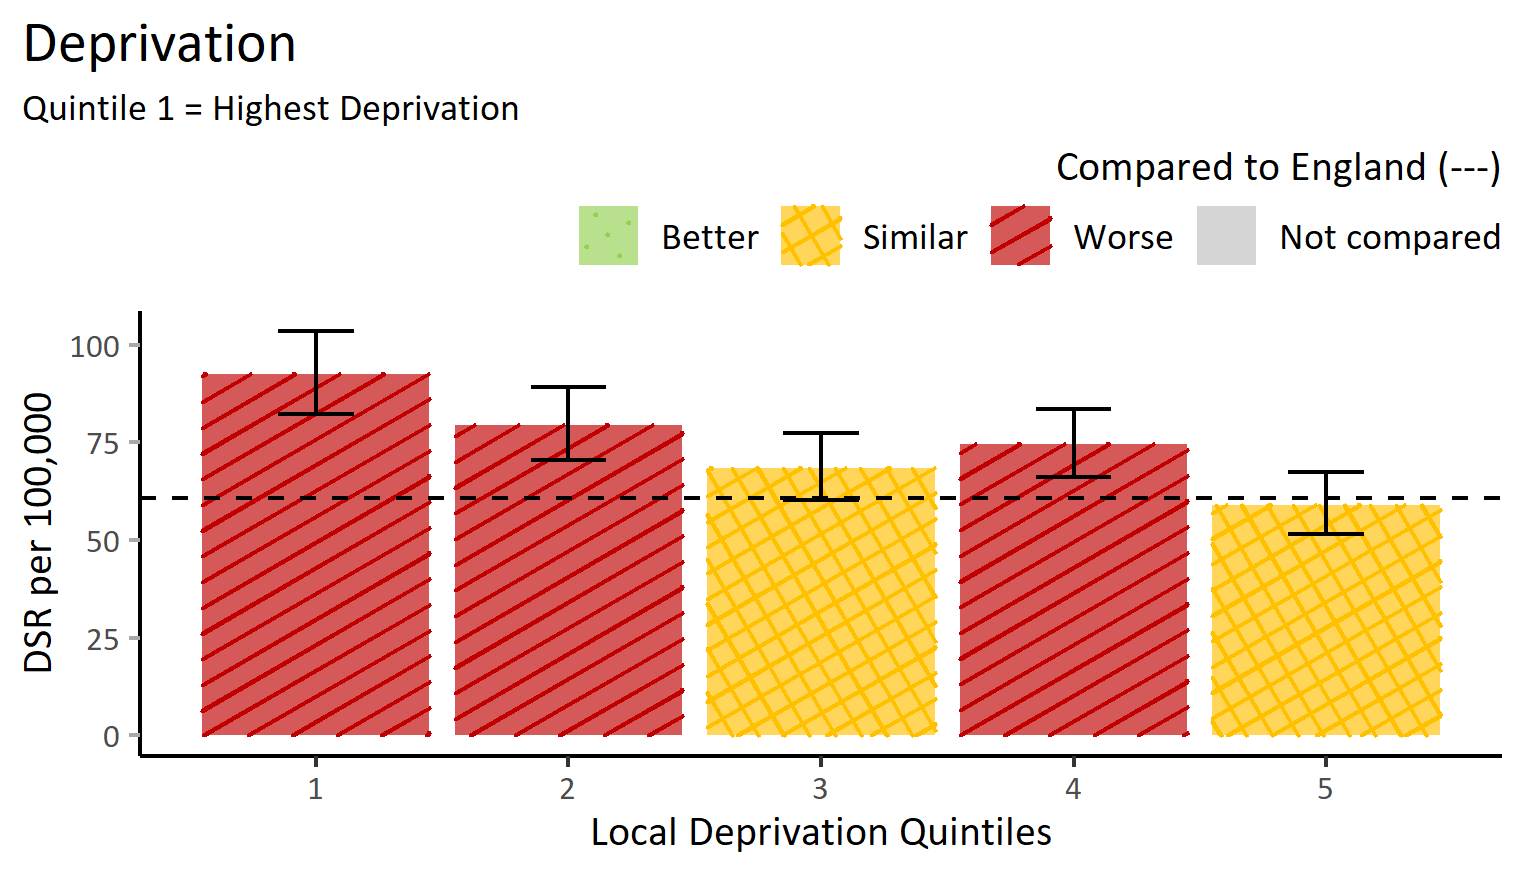 Deprivation
Quintile 1 = Highest Deprivation
Compared to England (---)
Better Similar Worse Not compared
DSR per 100,000
100
75
50
25
0
1 2 3 4 5
Local Deprivation Quintiles